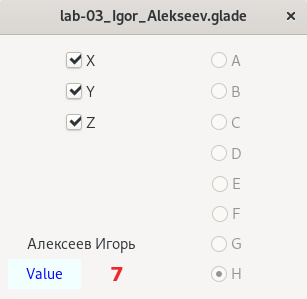 lab-03_Igor_Alekseev.glade
X A
Y B
Z C
D
E
F
Алексеев Игорь G
Value 7 H